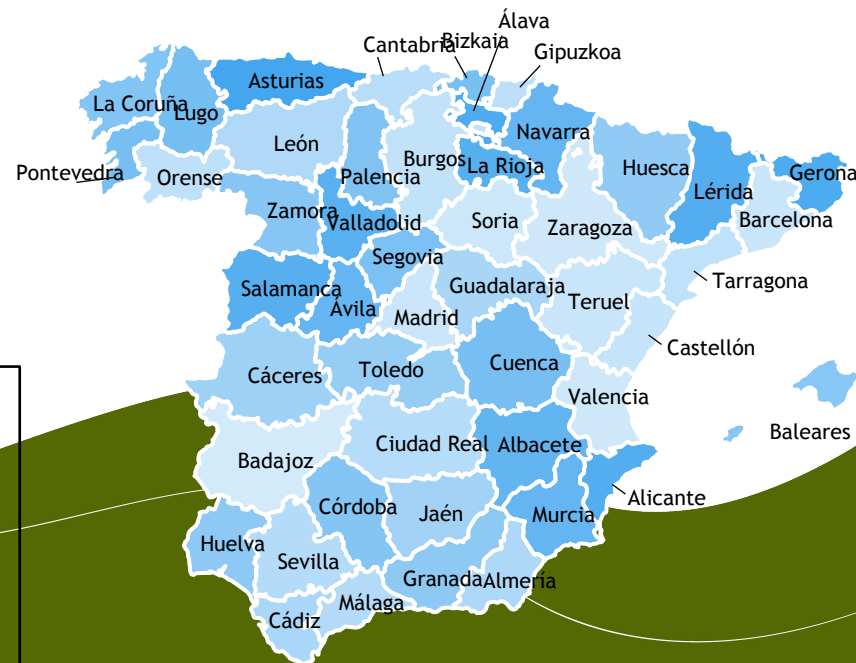 Álava
Cantabria
Bizkaia
Gipuzkoa
Asturias
La Coruña
Lugo
León
Navarra
Burgos
La Rioja
Huesca
Pontevedra
Orense
Palencia
Gerona
Lérida
Zamora
Valladolid
Soria
Zaragoza
Barcelona
Segovia
Salamanca
Ávila
Guadalaraja
Teruel
Tarragona
Madrid
Castellón
Cáceres
Toledo
Cuenca
Valencia
Baleares
Badajoz
Ciudad Real
Albacete
Alicante
Córdoba
Jaén
Murcia
Huelva
Sevilla
Granada
Almería
Málaga
Cádiz